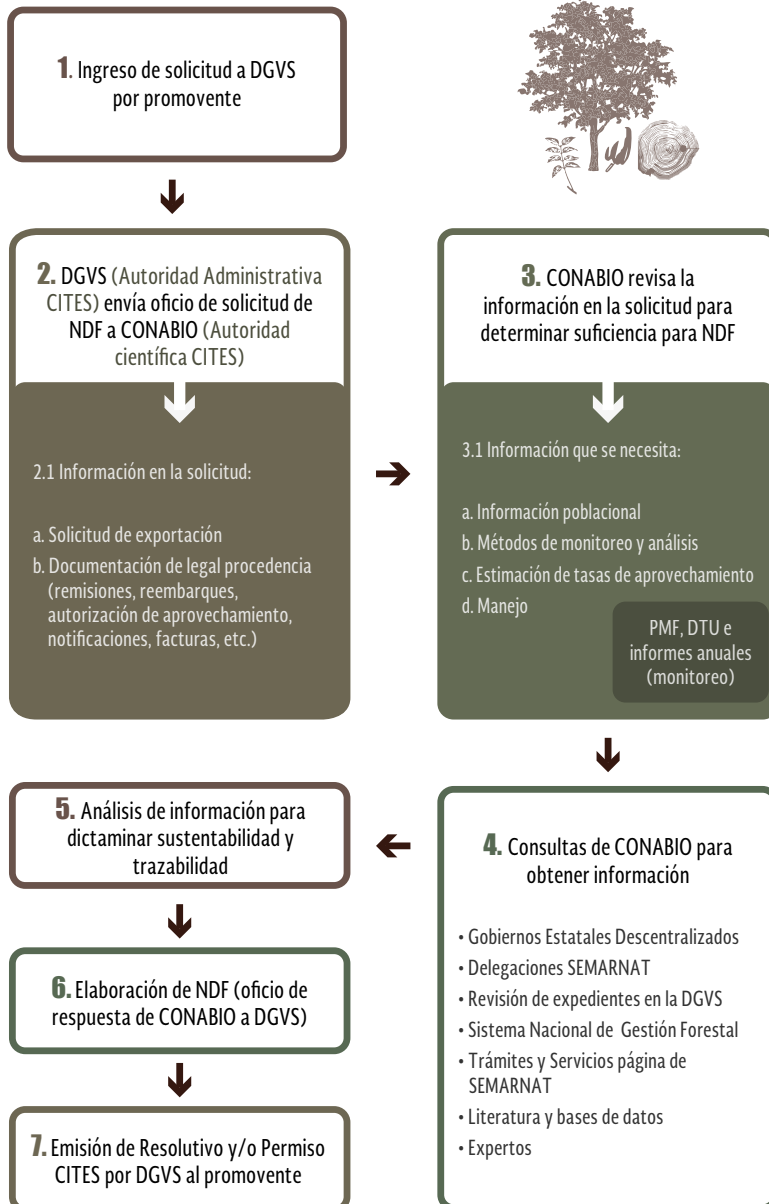 1. Ingreso de solicitud a DGVS
por promovente
2. DGVS (Autoridad Administrativa
CITES) envía oficio de solicitud de
NDF a CONABIO (Autoridad
científica CITES)
2.1 Información en la solicitud:
a. Solicitud de exportación
b. Documentación de legal procedencia
(remisiones, reembarques,
autorización de aprovechamiento,
notificaciones, facturas, etc.)
3. CONABIO revisa la
información en la solicitud para
determinar suficiencia para NDF
3.1 Información que se necesita:
a. Información poblacional
b. Métodos de monitoreo y análisis
c. Estimación de tasas de aprovechamiento
d. Manejo
PMF, DTU e
informes anuales
(monitoreo)
4. Consultas de CONABIO para
obtener información
• Gobiernos Estatales Descentralizados
• Delegaciones SEMARNAT
• Revisión de expedientes en la DGVS
• Sistema Nacional de Gestión Forestal
• Trámites y Servicios página de
SEMARNAT
• Literatura y bases de datos
• Expertos
5. Análisis de información para
dictaminar sustentabilidad y
trazabilidad
6. Elaboración de NDF (oficio de
respuesta de CONABIO a DGVS)
7. Emisión de Resolutivo y/o Permiso
CITES por DGVS al promovente